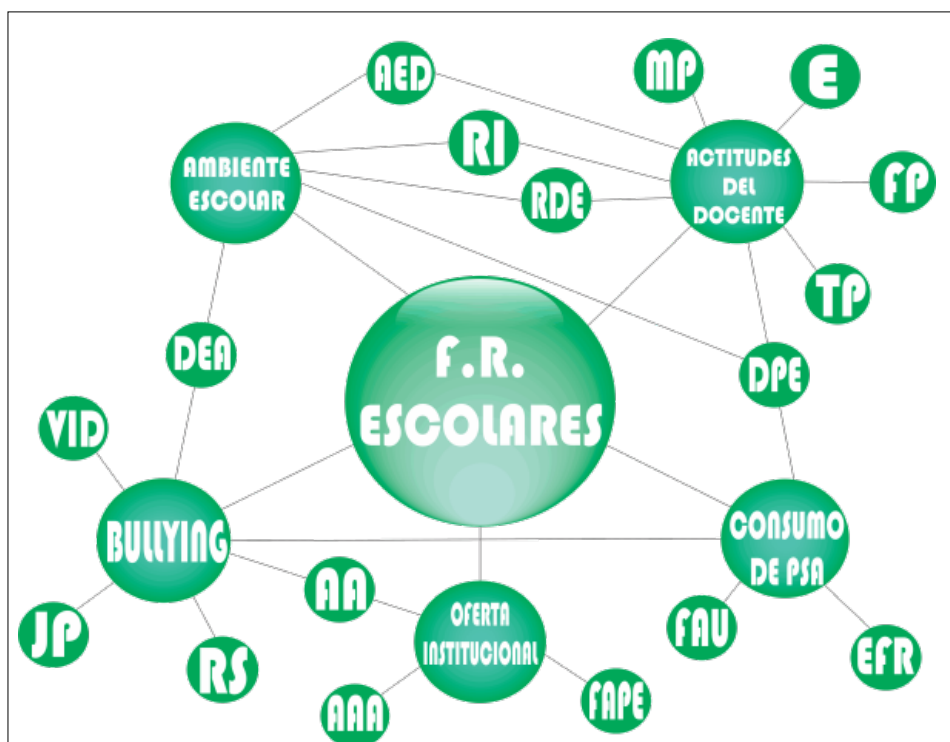 AED
MP
E
RI
AMBIENTE
ESCOLAR
ACTITUDES
DEL
DOCENTE
FP
RDE
TP
DEA
F.R.
ESCOLARES
DPE
VID
BULLYING
CONSUMO
DE PSA
AA
OFERTA
INSTITUCIONAL
JP
RS
FAU
EFR
AAA
FAPE